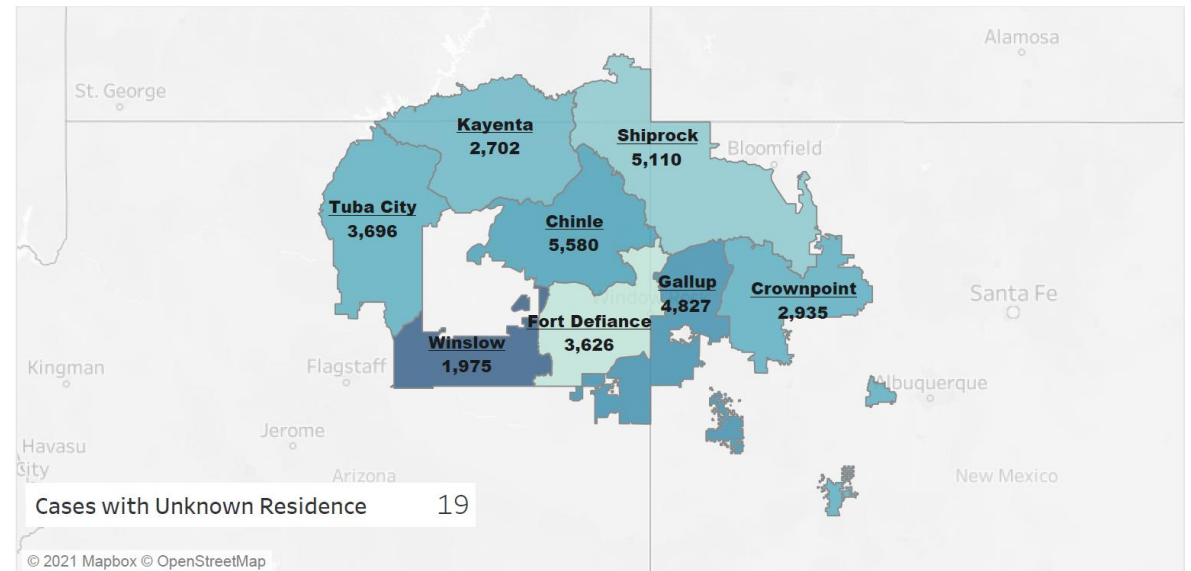 Alamosa
St. George
Kayenta
2,702
Shiprock
5,110
Bloomfield
Tuba City
3,696
Chinle
5,580
Gallup
4,827
Crownpoint
2,935
Santa Fe
Fort Defiance
3,626
Winslow
1,975
Kingman
Flagstaff
Albuquerque
Jerome
Havasu
City
Arizona
New Mexico
Cases with Unknown Residence 19
© 2021 Mapbox © OpenStreetMap